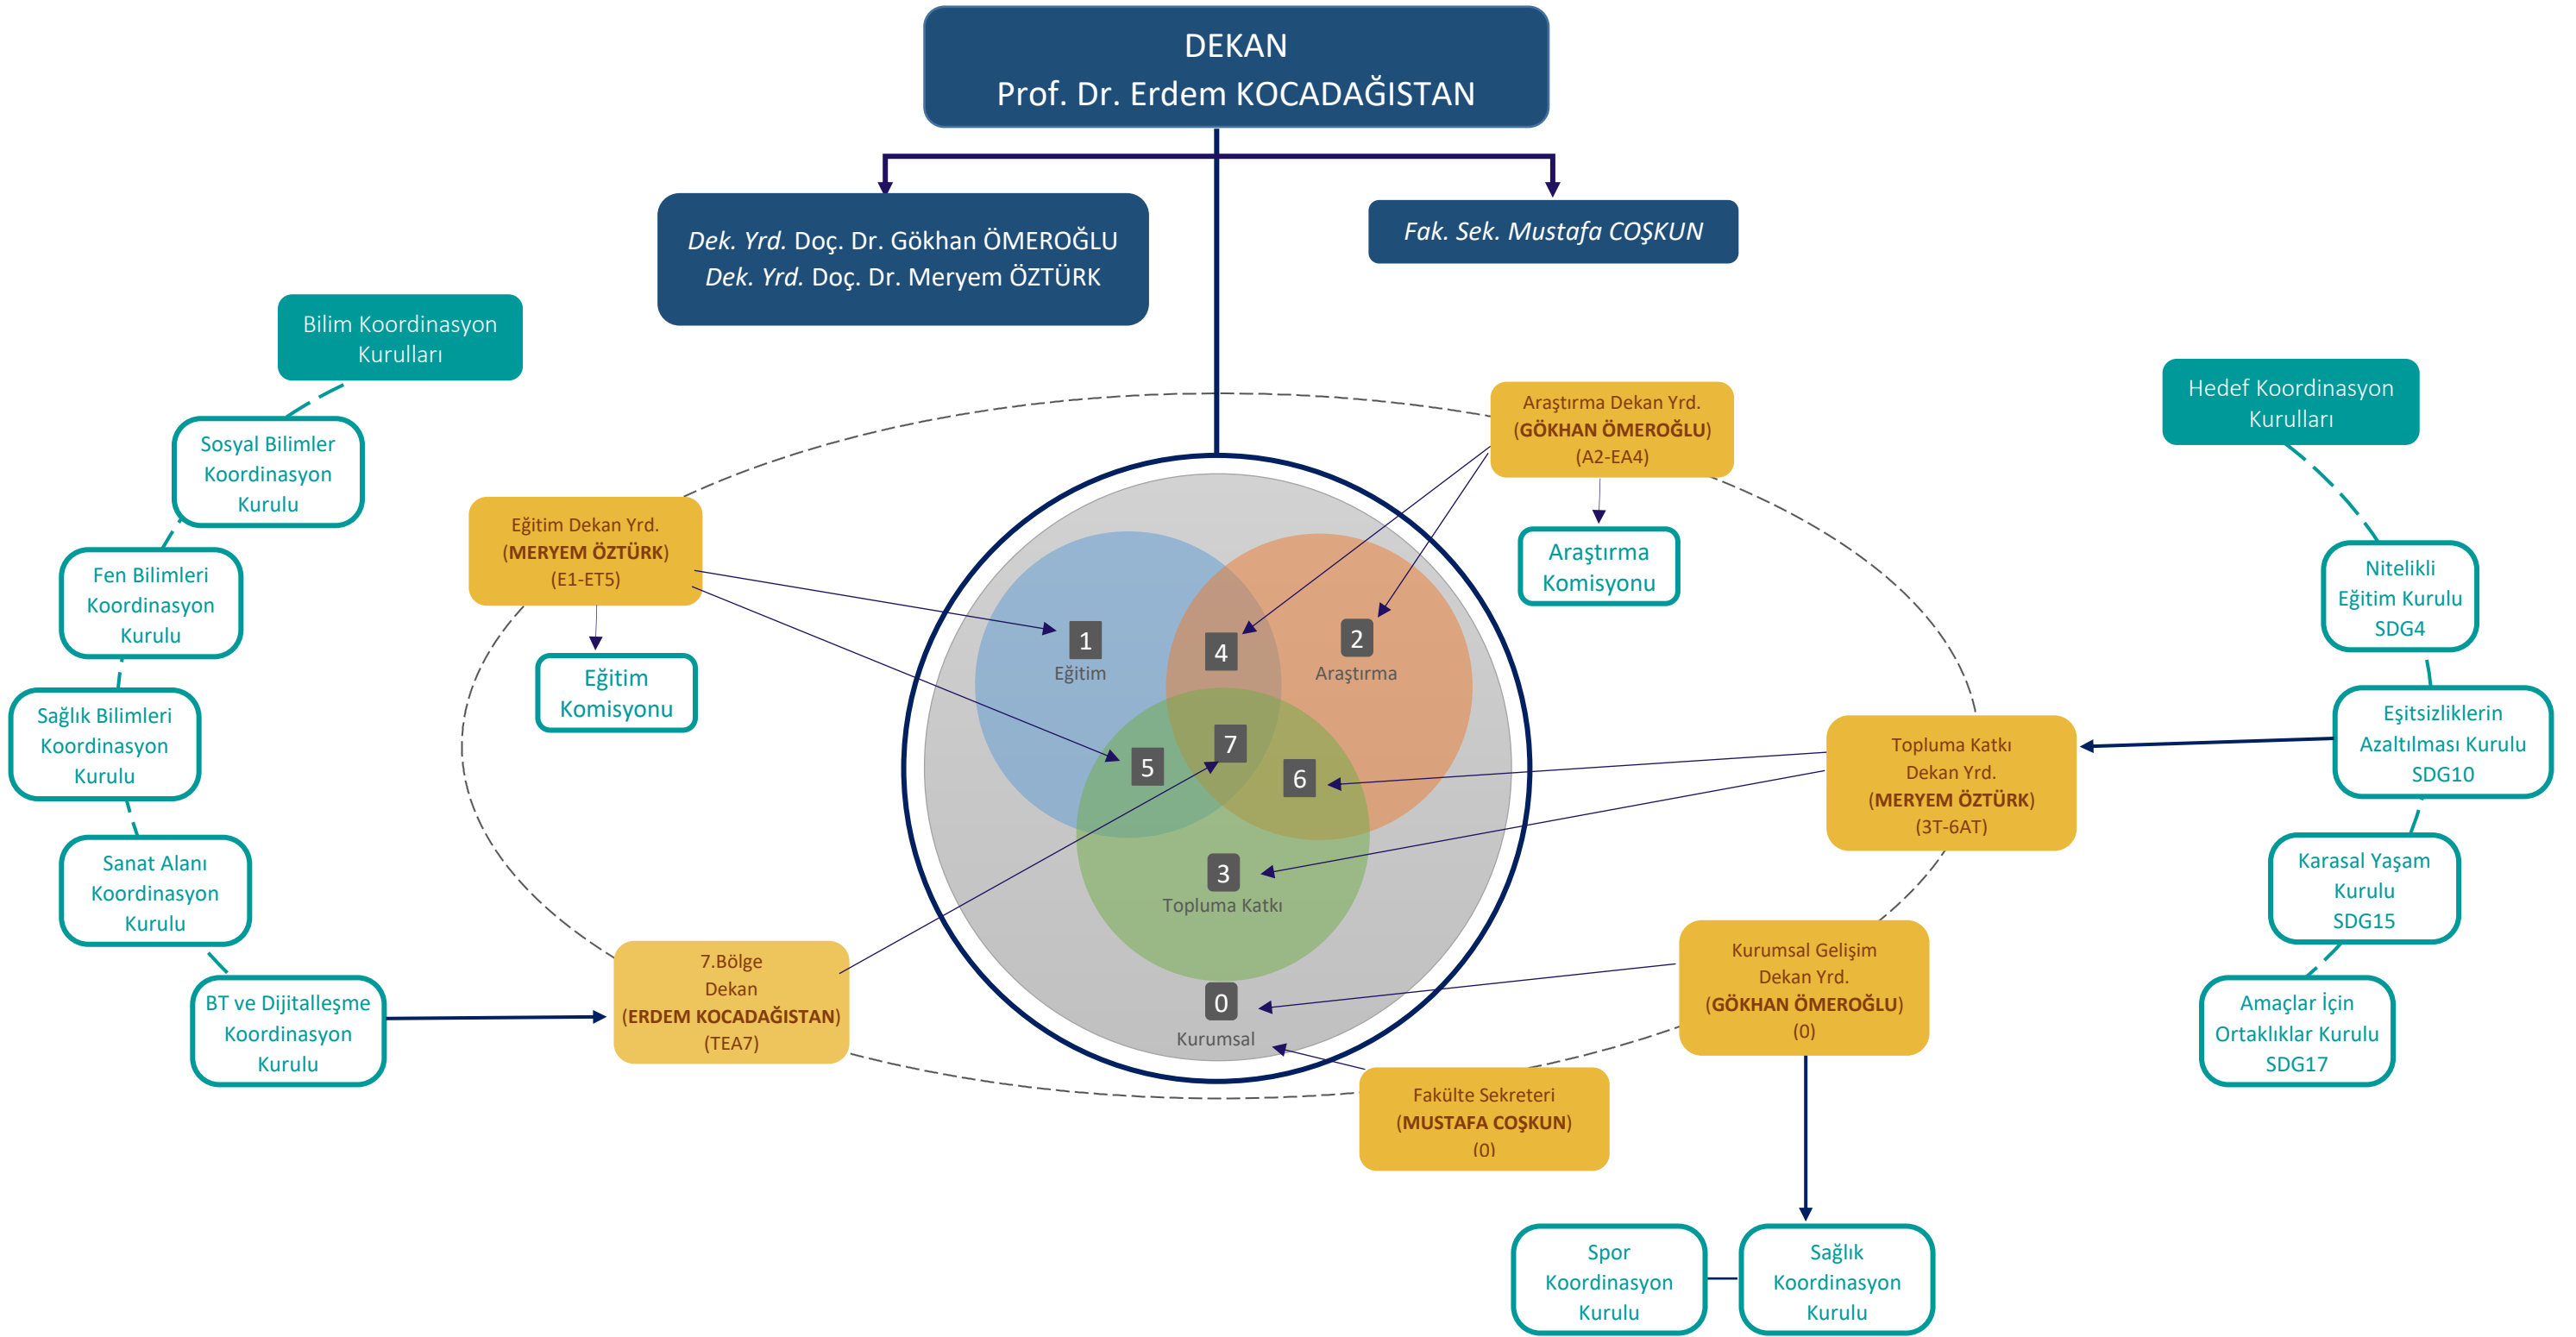 DEKAN
Prof. Dr. Erdem KOCADAĞISTAN
Dek. Yrd. Doç. Dr. Gökhan ÖMEROĞLU
Dek. Yrd. Doç. Dr. Meryem ÖZTÜRK
Fak. Sek. Mustafa COŞKUN
Bilim Koordinasyon
Kurulları
Sosyal Bilimler
Koordinasyon
Kurulu
Fen Bilimleri
Koordinasyon
Kurulu
Sağlık Bilimleri
Koordinasyon
Kurulu
Sanat Alanı
Koordinasyon
Kurulu
BT ve Dijitalleşme
Koordinasyon
Kurulu
Eğitim Dekan Yrd.
(MERYEM ÖZTÜRK)
(E1-ET5)
Eğitim
Komisyonu
7.Bölge
Dekan
(ERDEM KOCADAĞISTAN)
(TEA7)
Araştırma Dekan Yrd.
(GÖKHAN ÖMEROĞLU)
(A2-EA4)
Araştırma
Komisyonu
1
Eğitim
4
2
Araştırma
5
7
6
3
Topluma Katkı
0
Kurumsal
Topluma Katkı
Dekan Yrd.
(MERYEM ÖZTÜRK)
(3T-6AT)
Kurumsal Gelişim
Dekan Yrd.
(GÖKHAN ÖMEROĞLU)
(0)
Fakülte Sekreteri
(MUSTAFA COŞKUN)
(0)
Spor
Koordinasyon
Kurulu
Sağlık
Koordinasyon
Kurulu
Hedef Koordinasyon
Kurulları
Nitelikli
Eğitim Kurulu
SDG4
Eşitsizliklerin
Azaltılması Kurulu
SDG10
Karasal Yaşam
Kurulu
SDG15
Amaçlar İçin
Ortaklıklar Kurulu
SDG17